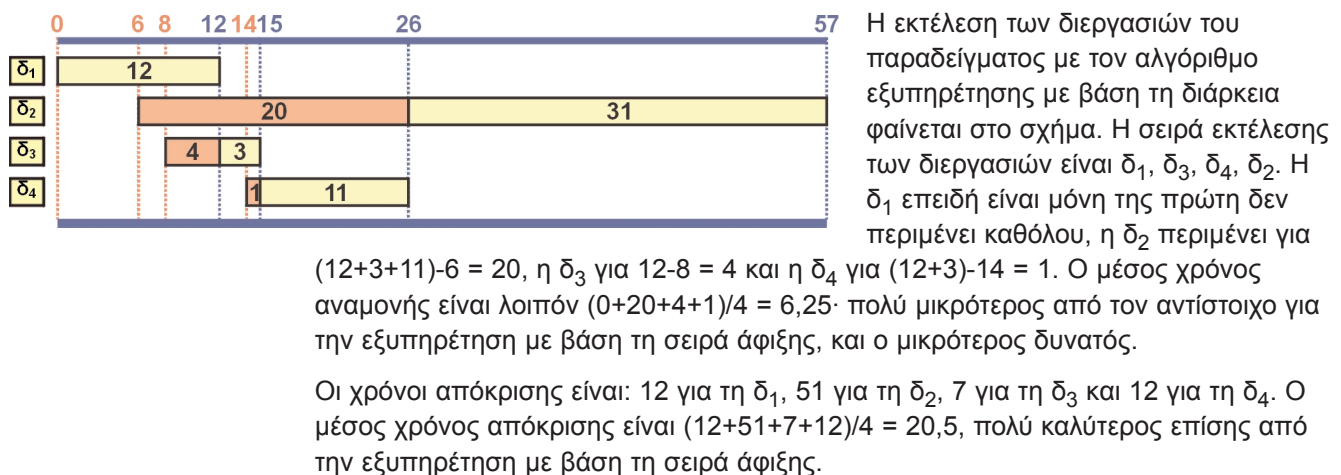 0 6 8 12 14 15 26 57
δ1 12
δ2 20 31
δ3 4 3
δ4 1 11
Η εκτέλεση των διεργασιών του
παραδείγματος με τον αλγόριθμο
εξυπηρέτησης με βάση τη διάρκεια
φαίνεται στο σχήμα. Η σειρά εκτέλεσης
των διεργασιών είναι δ1, δ3, δ4, δ2. Η
δ1 επειδή είναι μόνη της πρώτη δεν
περιμένει καθόλου, η δ2 περιμένει για
(12+3+11)-6 = 20, η δ3 για 12-8 = 4 και η δ4 για (12+3)-14 = 1. Ο μέσος χρόνος
αναμονής είναι λοιπόν (0+20+4+1)/4 = 6,25· πολύ μικρότερος από τον αντίστοιχο για
την εξυπηρέτηση με βάση τη σειρά άφιξης, και ο μικρότερος δυνατός.
Οι χρόνοι απόκρισης είναι: 12 για τη δ1, 51 για τη δ2, 7 για τη δ3 και 12 για τη δ4. Ο
μέσος χρόνος απόκρισης είναι (12+51+7+12)/4 = 20,5, πολύ καλύτερος επίσης από
την εξυπηρέτηση με βάση τη σειρά άφιξης.